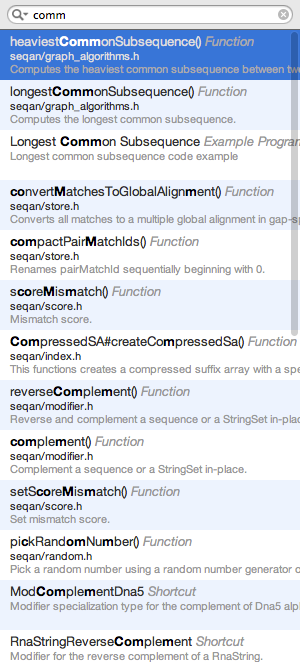 comm
heaviestCommonSubsequence() Function
seqan/graph_algorithms.h
Computes the heaviest common subsequence between tw
longestCommonSubsequence() Function
seqan/graph_algorithms.h
Computes the longest common subsequence.
Longest Common Subsequence Example Progra
Longest common subsequence code example
convertMatchesToGlobalAlignment() Function
seqan/store.h
Converts all matches to a multiple global alignment in gap-s
compactPairMatchIds() Function
seqan/store.h
Renames pairMatchId sequentially beginning with 0.
scoreMismatch() Function
seqan/score.h
Mismatch score.
CompressedSA#createCompressedSa() Function
seqan/index.h
This functions creates a compressed suffix array with a spe
reverseComplement() Function
seqan/modifier.h
Reverse and complement a sequence or a StringSet in-pla
complement() Function
seqan/modifier.h
Complement a sequence or a StringSet in-place.
setScoreMismatch() Function
seqan/score.h
Set mismatch score.
pickRandomNumber() Function
seqan/random.h
Pick a random number using a random number generator o
ModComplementDna5 Shortcut
Modifier specialization type for the complement of Dna5 alp
RnaStringReverseComplement Shortcut
Modifier for the reverse complement of a RnaString.